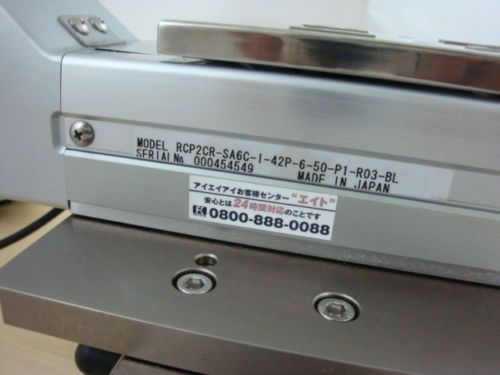 MODEL RCP2CR-SA6C-I-42P-6-50-P1-R03-BL
SERIAL№ 000454549 MADE IN JAPAN
アイエイアイお客様センター "エイト"
安心とは24時間対応のことです
0800-888-0088